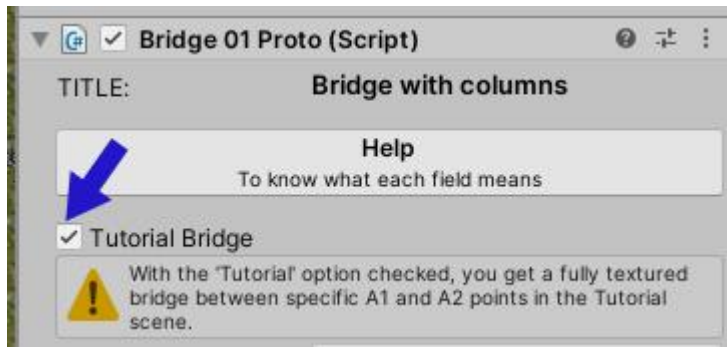 Bridge 01 Proto (Script)
TITLE: Bridge with columns
Help
To know what each field means
Tutorial Bridge
With the 'Tutorial' option checked, you get a fully textured
bridge between specific A1 and A2 points in the Tutorial
scene.